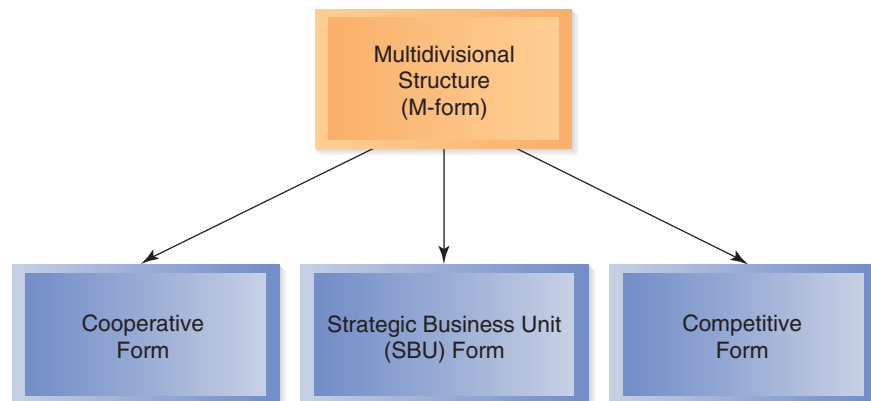 Multidivisional
Structure
(M-form)
Cooperative
Form
Strategic Business Unit
(SBU) Form
Competitive
Form